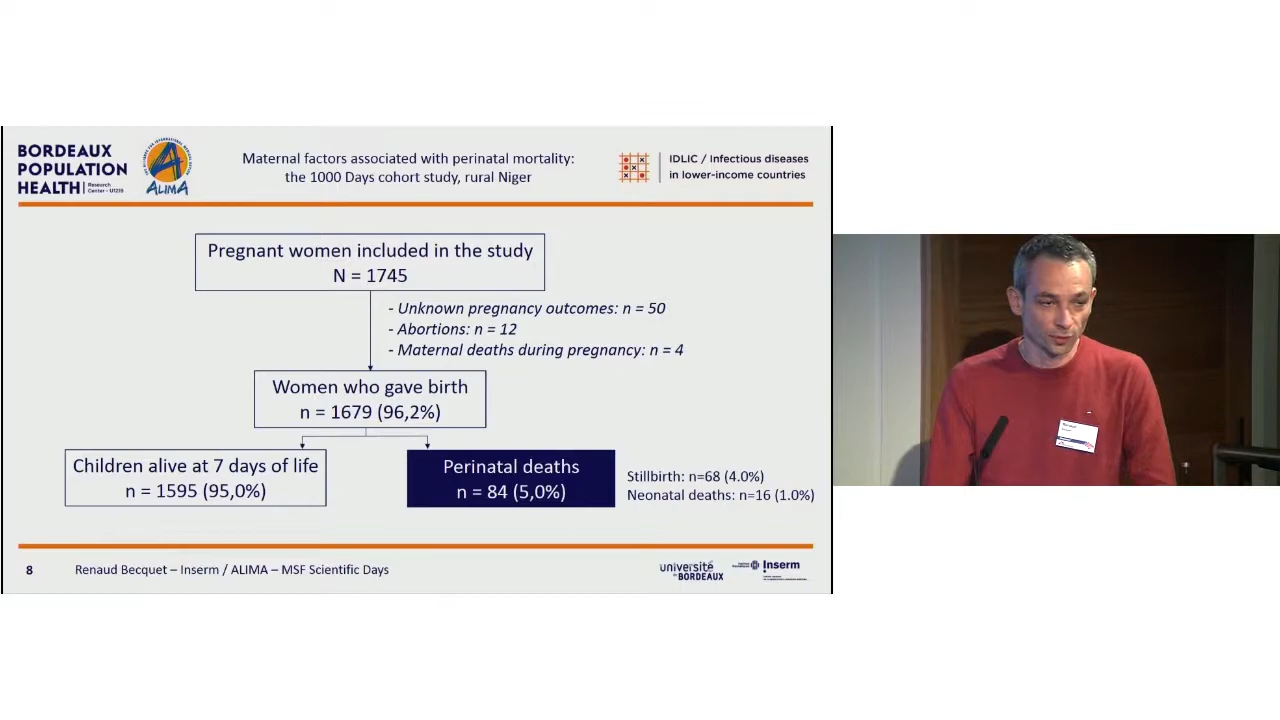 BORDEAUX
POPULATION
HEALTH
Research
Center - U1219
ALIMA
Maternal factors associated with perinatal mortality:
the 1000 Days cohort study, rural Niger
IDLIC / Infectious diseases
in lower-income countries
Pregnant women included in the study
N = 1745
- Unknown pregnancy outcomes: n = 50
- Abortions: n = 12
- Maternal deaths during pregnancy: n = 4
Women who gave birth
n = 1679 (96,2%)
Children alive at 7 days of life
n = 1595 (95,0%)
Perinatal deaths
n = 84 (5,0%)
Stillbirth: n=68 (4.0%)
Neonatal deaths: n=16 (1.0%)
8
Renaud Becquet – Inserm / ALIMA – MSF Scientific Days
université
de BORDEAUX
Inserm